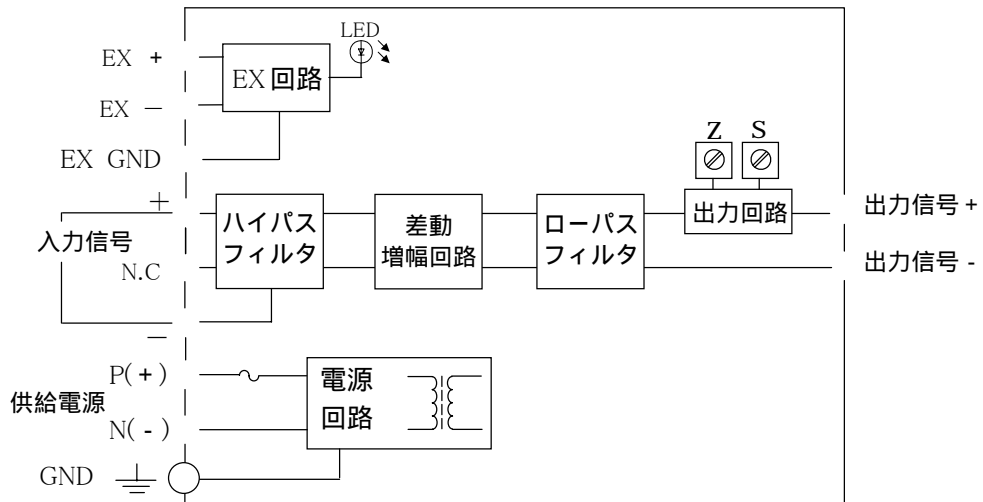 LED
EX +
EX 回路
EX －
EX GND
Z S
＋
ハイパス
フィルタ
差動
増幅回路
ローパス
フィルタ
出力回路
出力信号 +
入力信号
N.C
出力信号 -
－
P( + )
電源
回路
供給電源
N( - )
GND